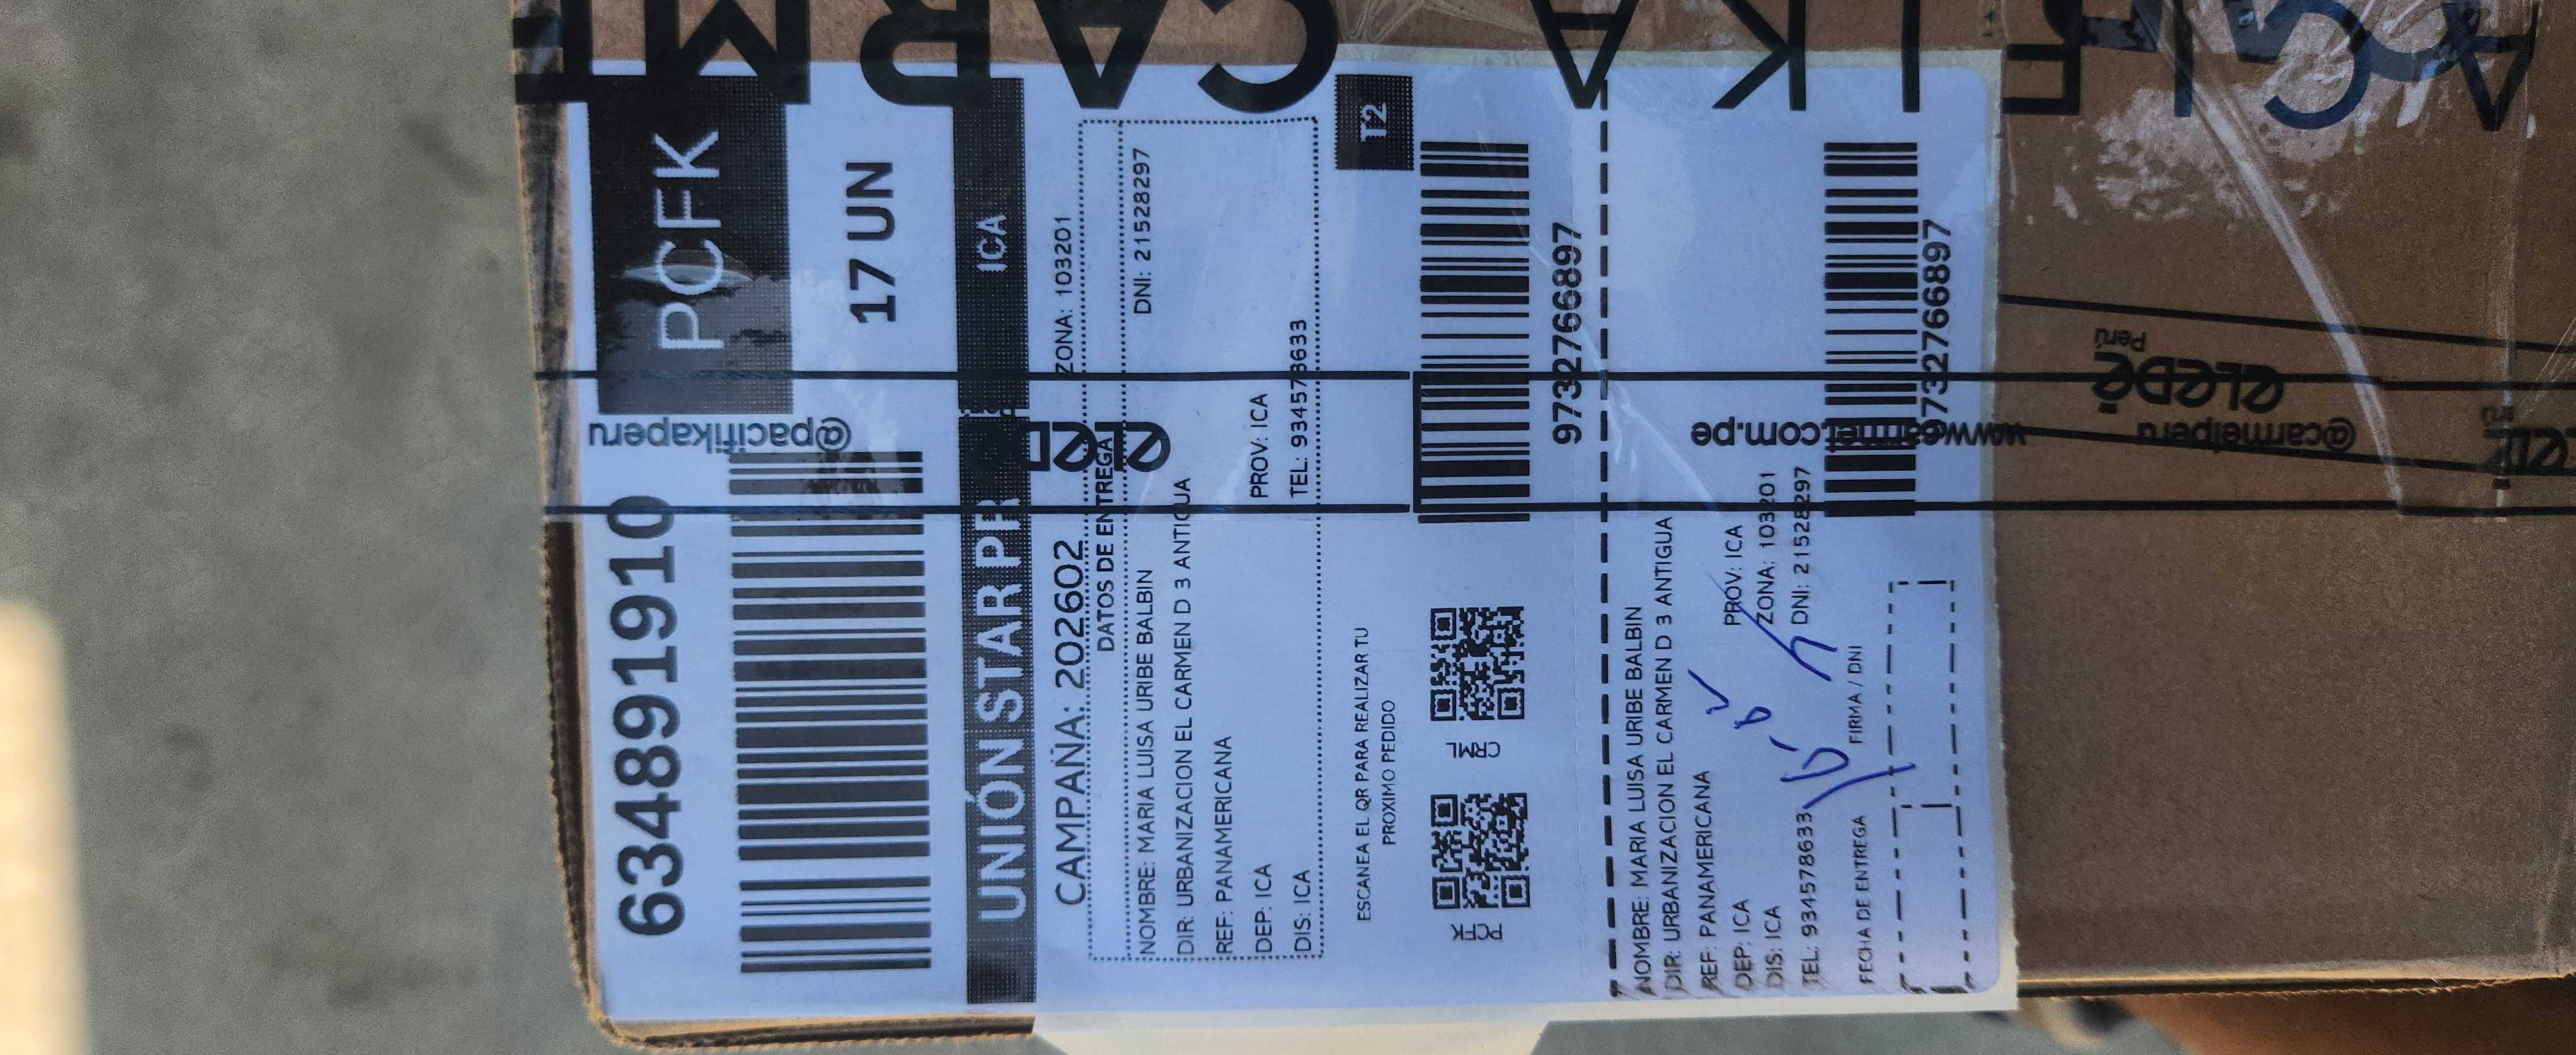 6348919910
PCFK
17 UN
UNIÓN STAR PR
ICA
CAMPAÑA: 202602
ZONA: 103201
DATOS DE ENTREGA
NOMBRE: MARIA LUISA URIBE BALBIN
DNI: 21528297
DIR: URBANIZACION EL CARMEN D 3 ANTIGUA
REF: PANAMERICANA
DEP: ICA
PROV: ICA
DIS: ICA
TEL: 934578633
T2
ESCANEA EL QR PARA REALIZAR TU
PROXIMO PEDIDO
PCFK
CRML
9732766897
NOMBRE: MARIA LUISA URIBE BALBIN
DIR: URBANIZACION EL CARMEN D 3 ANTIGUA
REF: PANAMERICANA
DEP: ICA
PROV: ICA
DIS: ICA
ZONA: 103201
TEL: 934578633
DNI: 21528297
9732766897
FECHA DE ENTREGA
FIRMA / DNI
@pacifikaperu
eLeDé
www.carmel.com.pe
@carmelperu
eLeDé
Perú